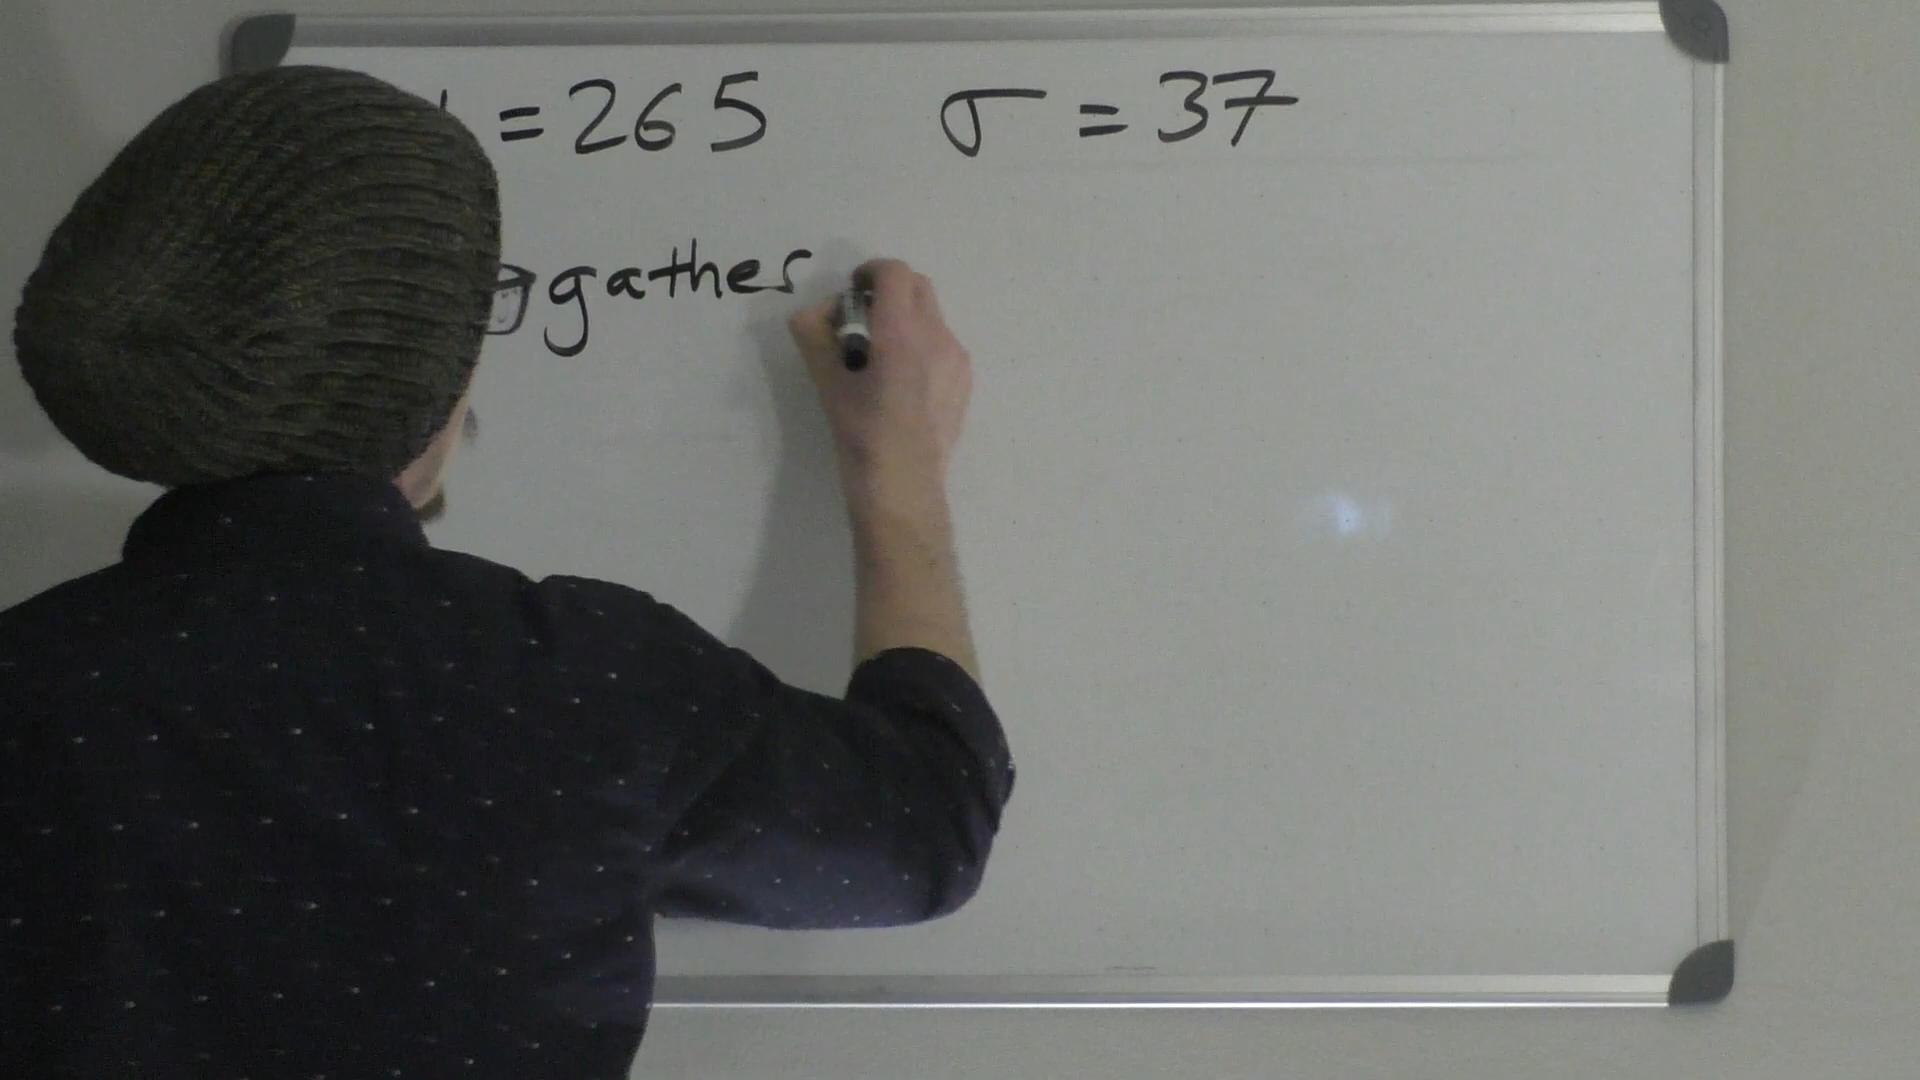 = 265 σ = 37
gather